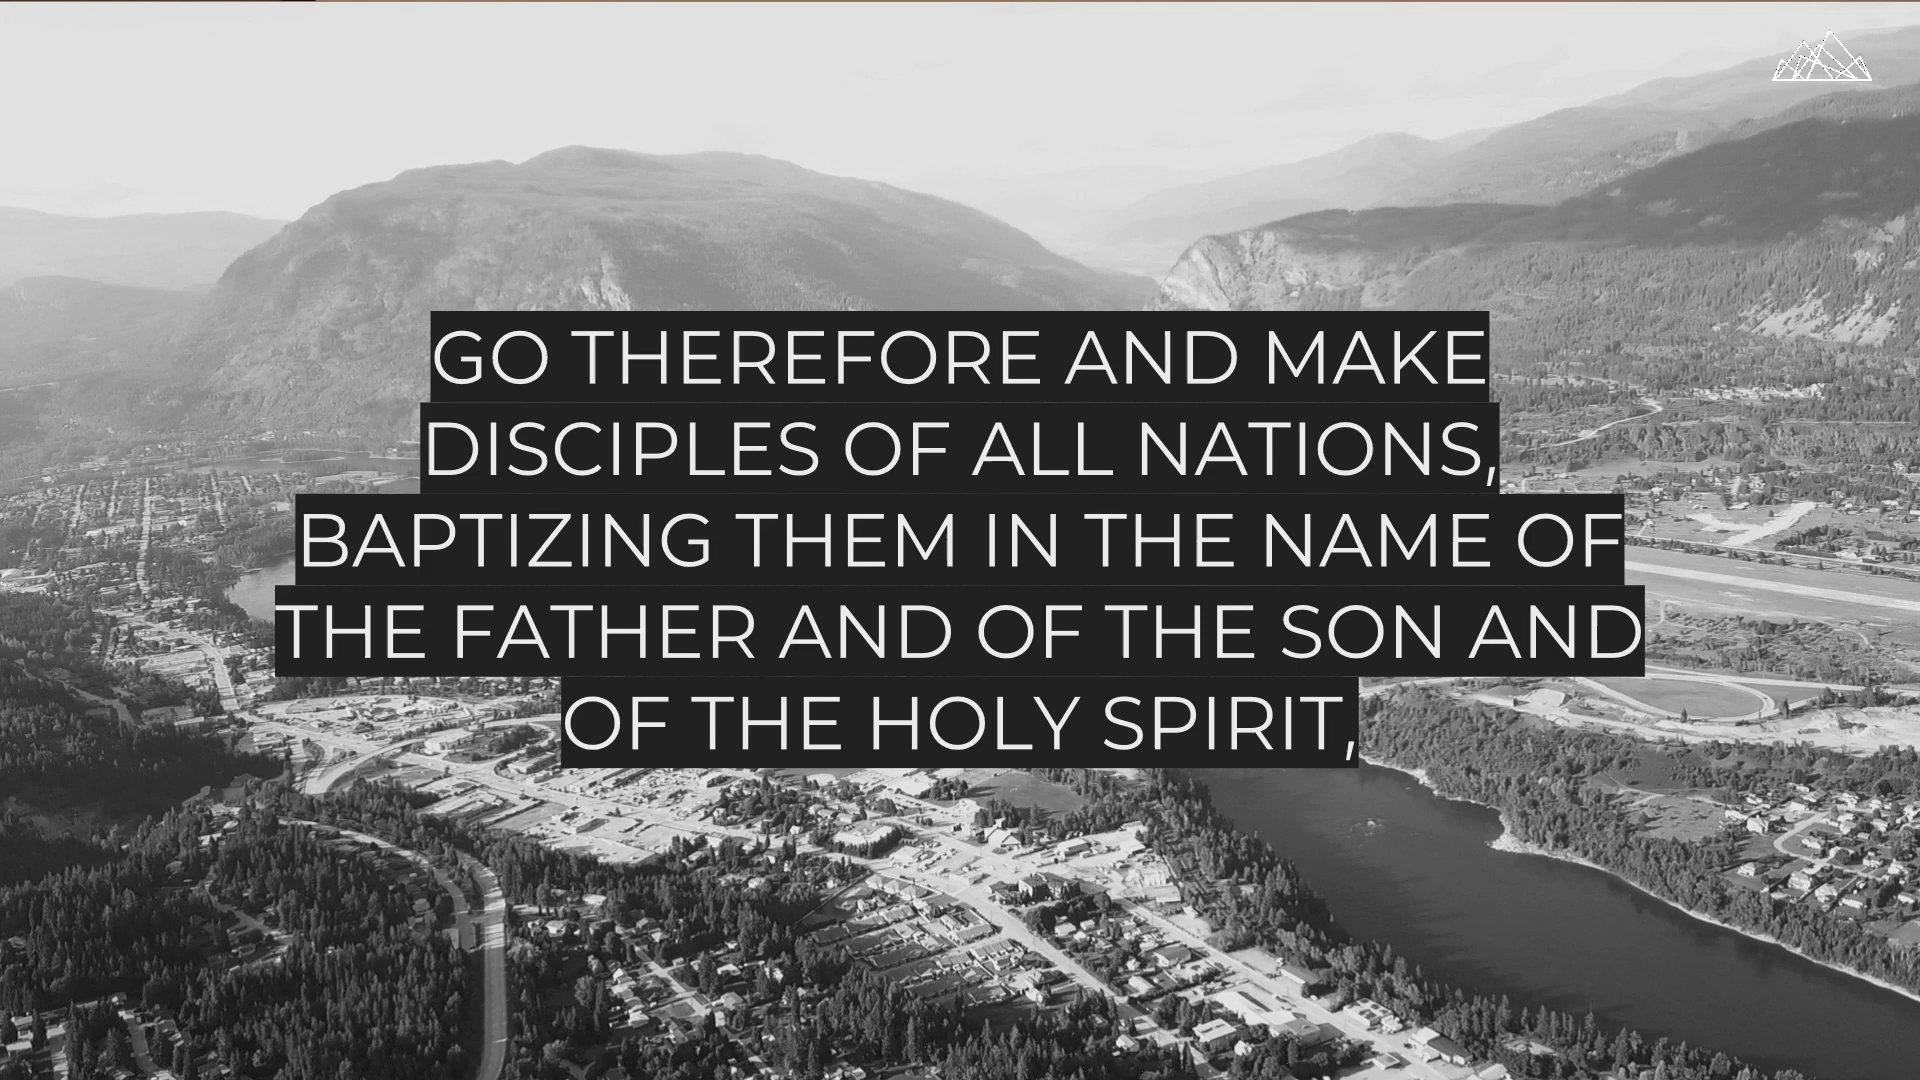 GO THEREFORE AND MAKE
DISCIPLES OF ALL NATIONS,
BAPTIZING THEM IN THE NAME OF
THE FATHER AND OF THE SON AND
OF THE HOLY SPIRIT,